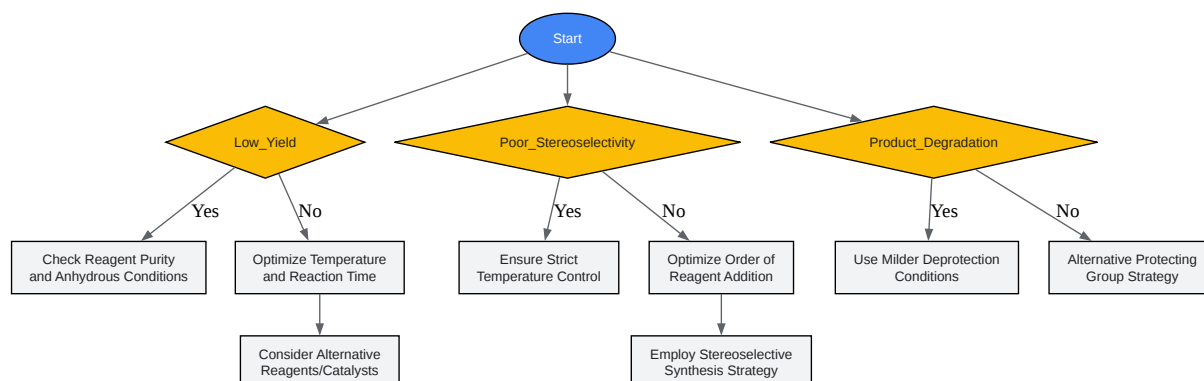 Start
Low_Yield
Poor_Stereoselectivity
Product_Degradation
Yes
No
Yes
No
Yes
No
Check Reagent Purity
and Anhydrous Conditions
Optimize Temperature
and Reaction Time
Ensure Strict
Temperature Control
Optimize Order of
Reagent Addition
Use Milder Deprotection
Conditions
Alternative Protecting
Group Strategy
Consider Alternative
Reagents/Catalysts
Employ Stereoselective
Synthesis Strategy